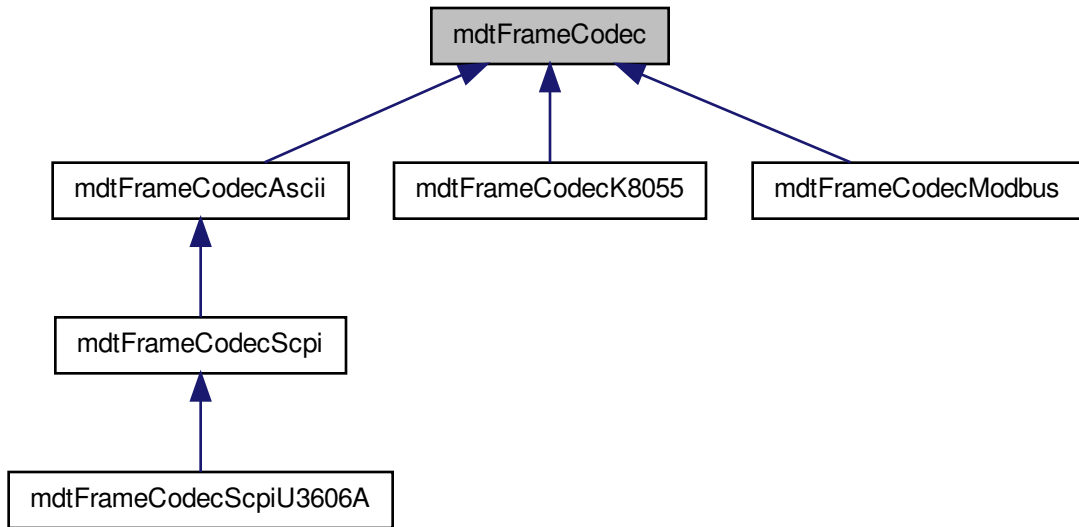 mdtFrameCodec
mdtFrameCodecAscii
mdtFrameCodecK8055
mdtFrameCodecModbus
mdtFrameCodecScpi
mdtFrameCodecScpiU3606A